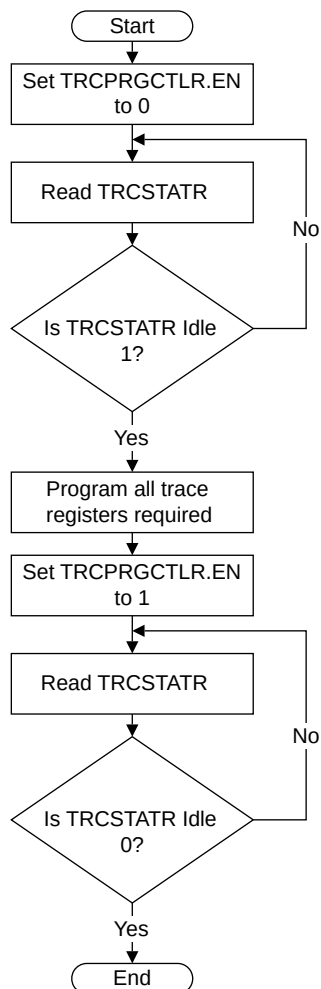 Start
Set TRCPRGCTLR.EN
to 0
Read TRCSTATR
No
Is TRCSTATR Idle
1?
Yes
Program all trace
registers required
Set TRCPRGCTLR.EN
to 1
Read TRCSTATR
No
Is TRCSTATR Idle
0?
Yes
End